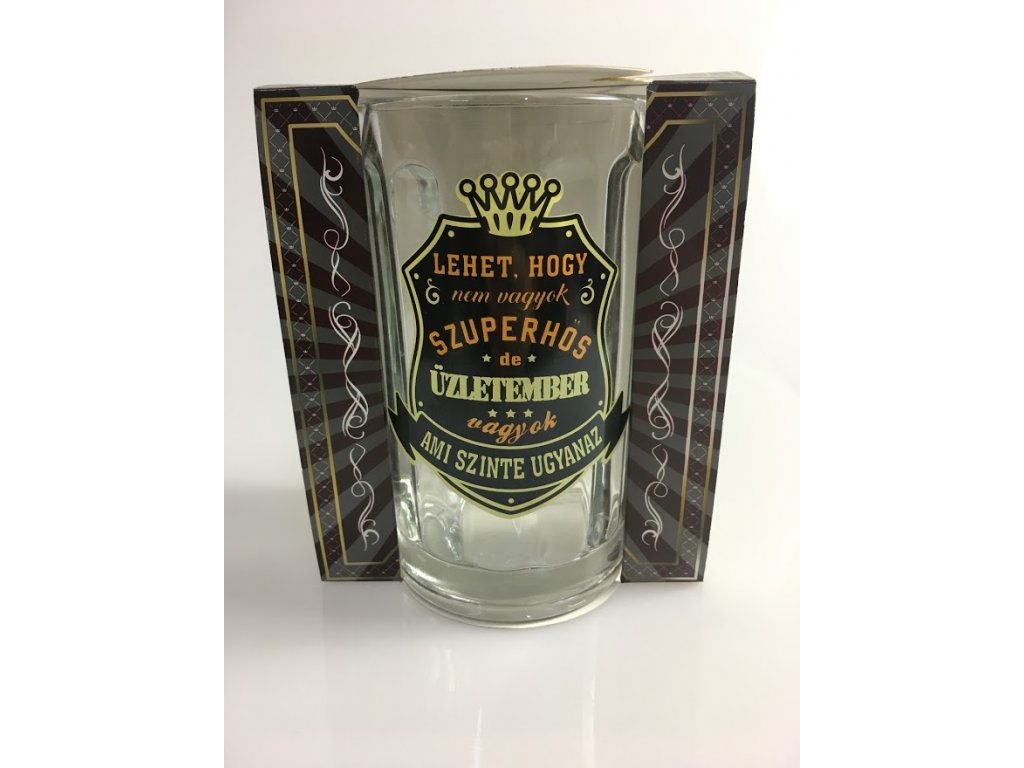 LEHET, HOGY
nem vagyok
SZUPERHŐS
de
ÜZLETEMBER
vagyok
AMI SZINTE UGYANAZ